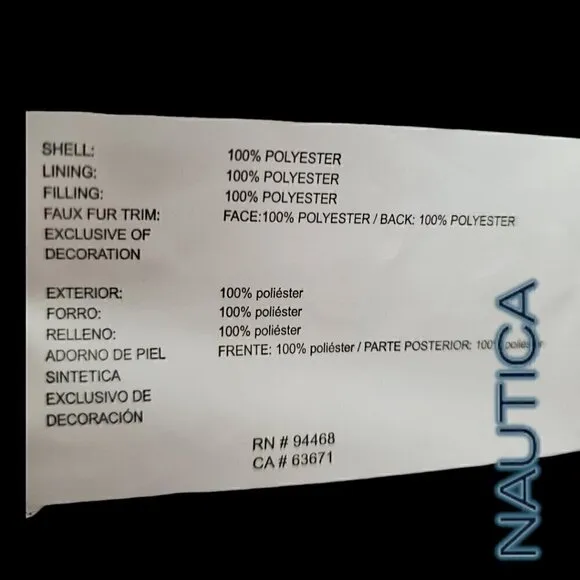 SHELL: 100% POLYESTER
LINING: 100% POLYESTER
FILLING: 100% POLYESTER
FAUX FUR TRIM: FACE:100% POLYESTER / BACK: 100% POLYESTER
EXCLUSIVE OF
DECORATION
EXTERIOR: 100% poliéster
FORRO: 100% poliéster
RELLENO: 100% poliéster
ADORNO DE PIEL FRENTE: 100% poliéster / PARTE POSTERIOR: 100% poliéster
SINTETICA
EXCLUSIVO DE
DECORACIÓN
RN # 94468
CA # 63671
NAUTICA